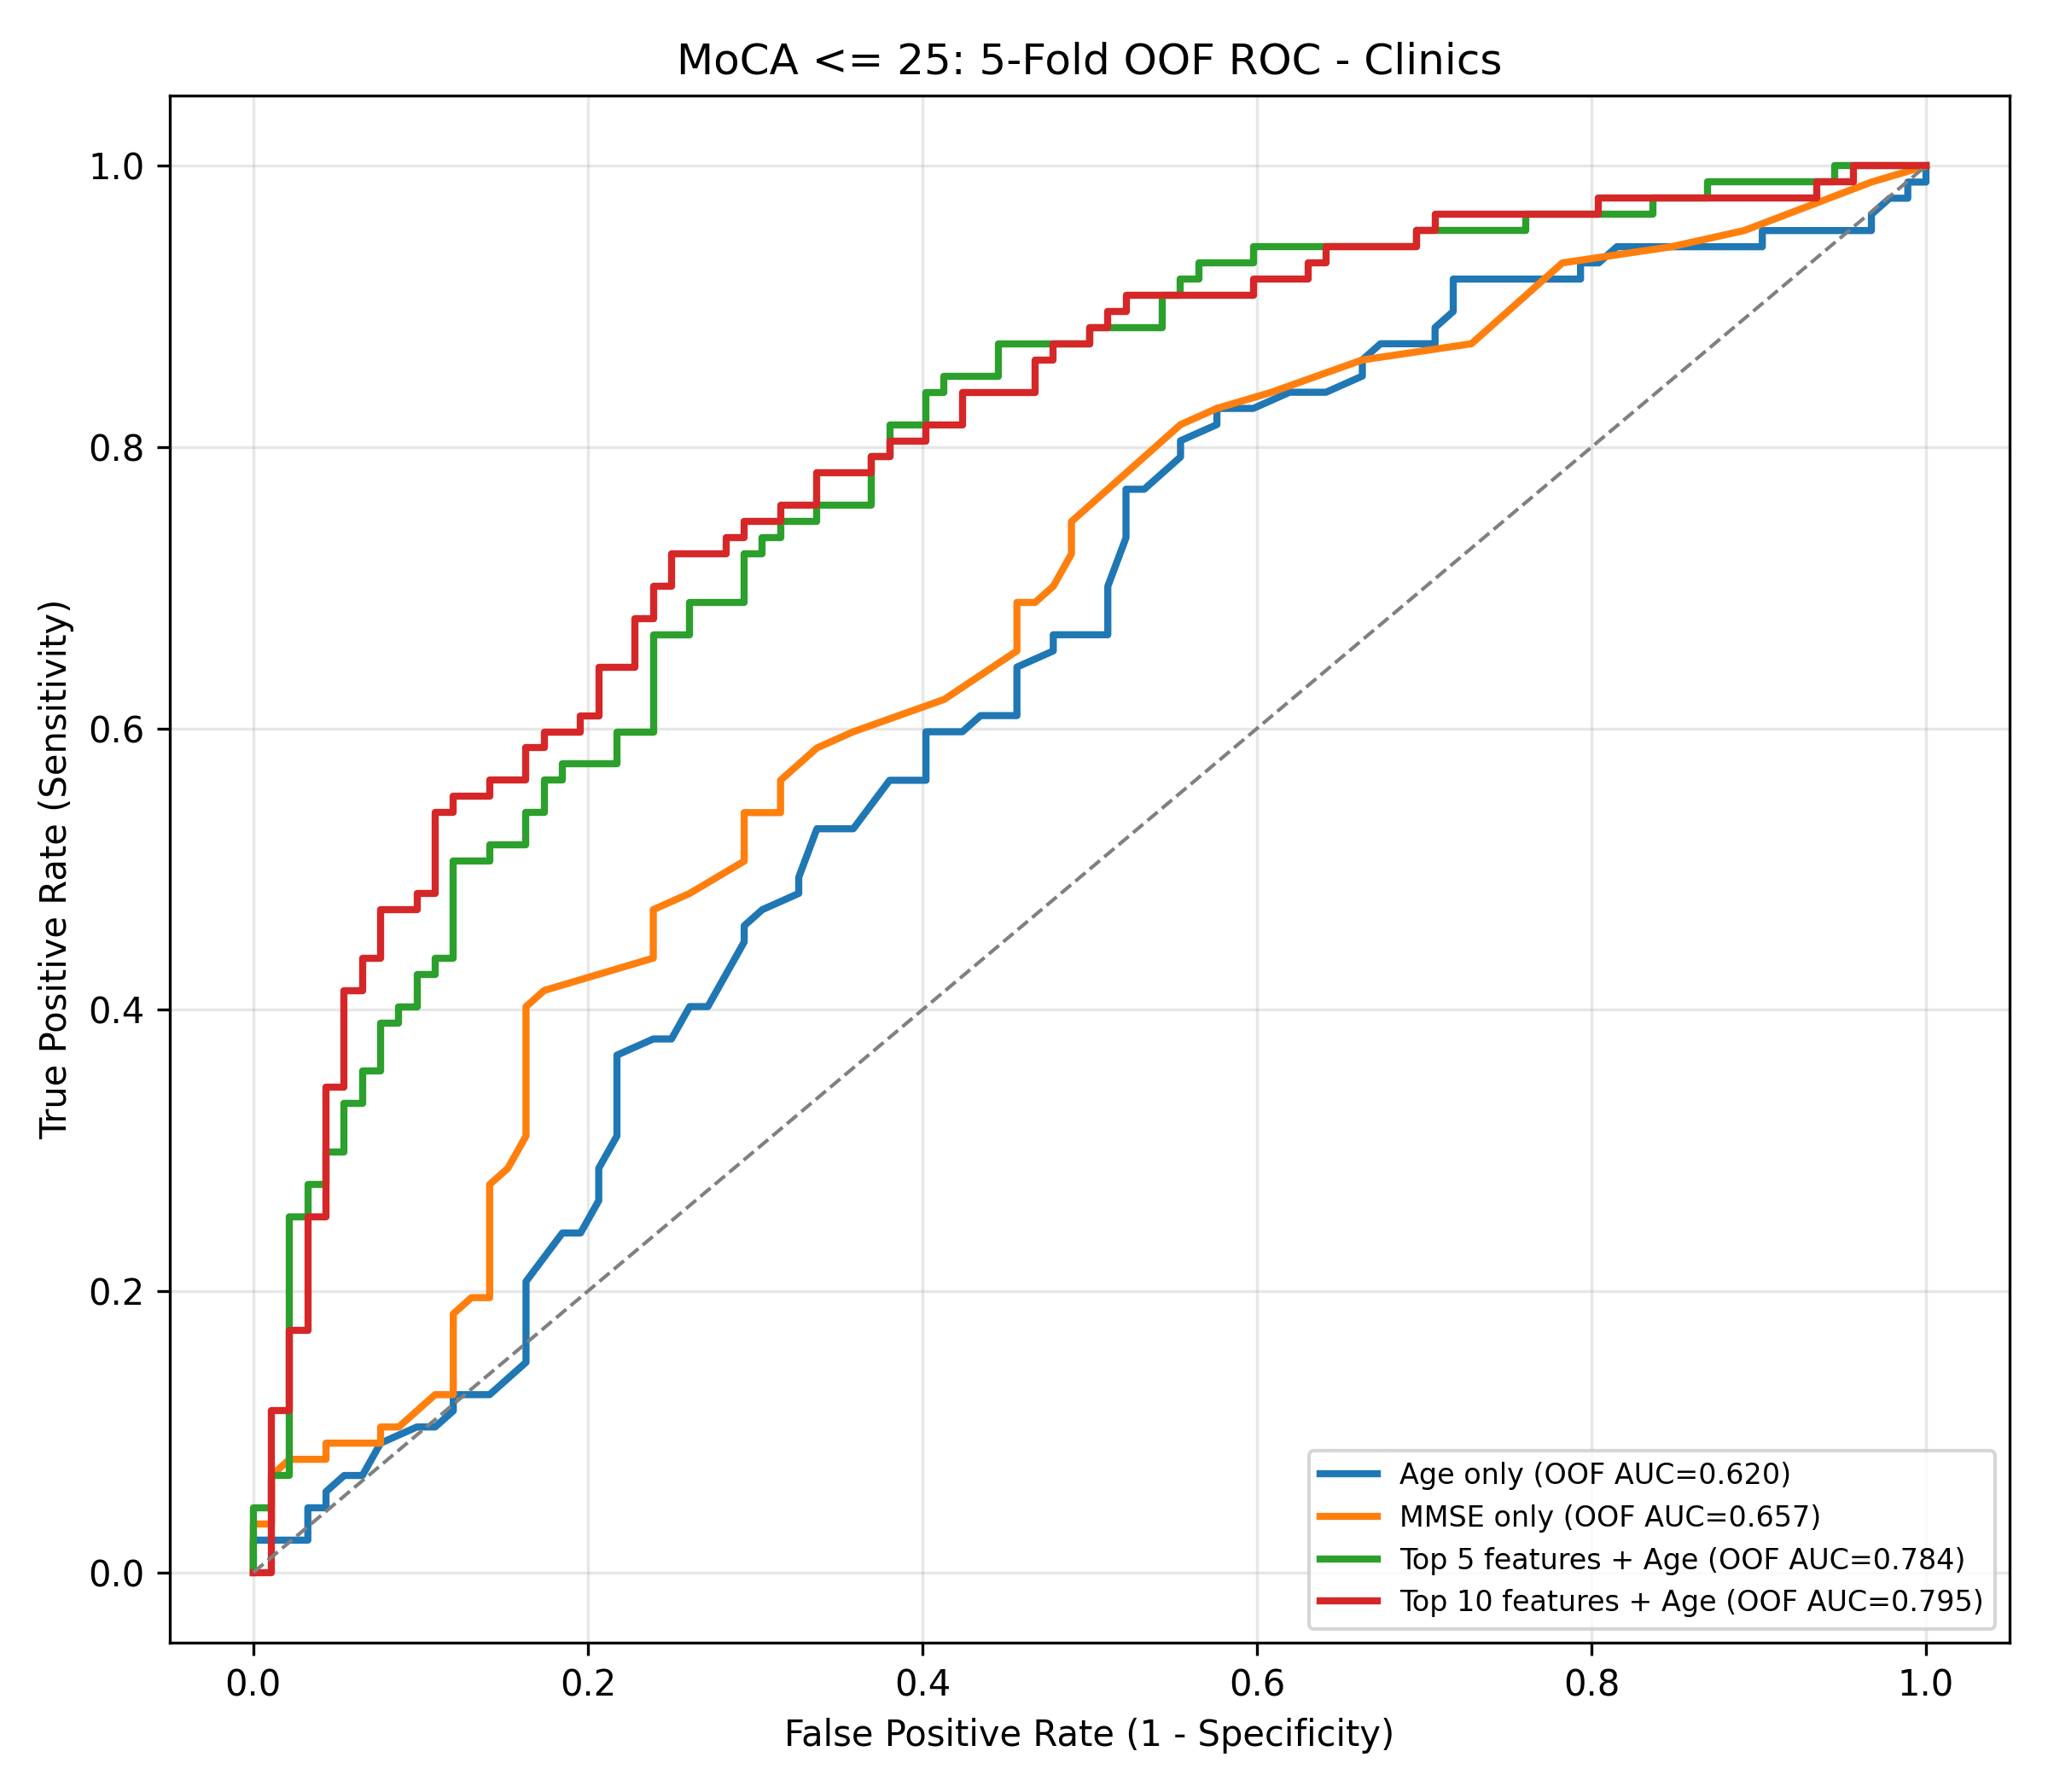 MoCA <= 25: 5-Fold OOF ROC - Clinics
True Positive Rate (Sensitivity)
1.0
0.8
0.6
0.4
0.2
0.0
0.0 0.2 0.4 0.6 0.8 1.0
False Positive Rate (1 - Specificity)
Age only (OOF AUC=0.620)
MMSE only (OOF AUC=0.657)
Top 5 features + Age (OOF AUC=0.784)
Top 10 features + Age (OOF AUC=0.795)